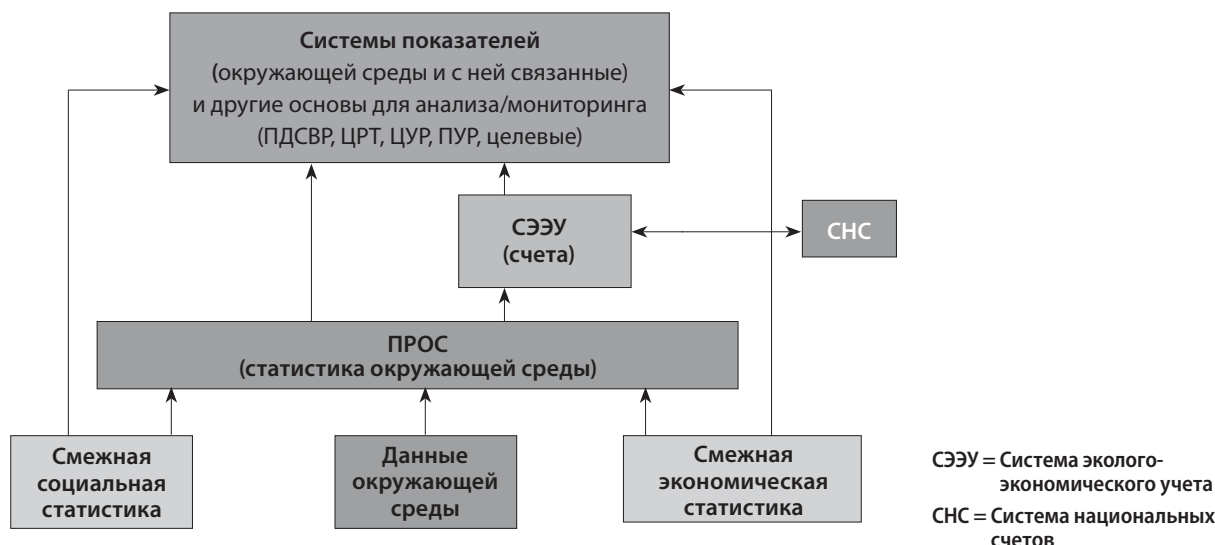 Системы показателей
(окружающей среды и с ней связанные)
и другие основы для анализа/мониторинга
(ПДСВР, ЦРТ, ЦУР, ПУР, целевые)
СЭЭУ
(счета)
СНС
ПРОС
(статистика окружающей среды)
Смежная
социальная
статистика
Данные
окружающей
среды
Смежная
экономическая
статистика
СЭЭУ = Система эколого-
экономического учета
СНС = Система национальных
счетов